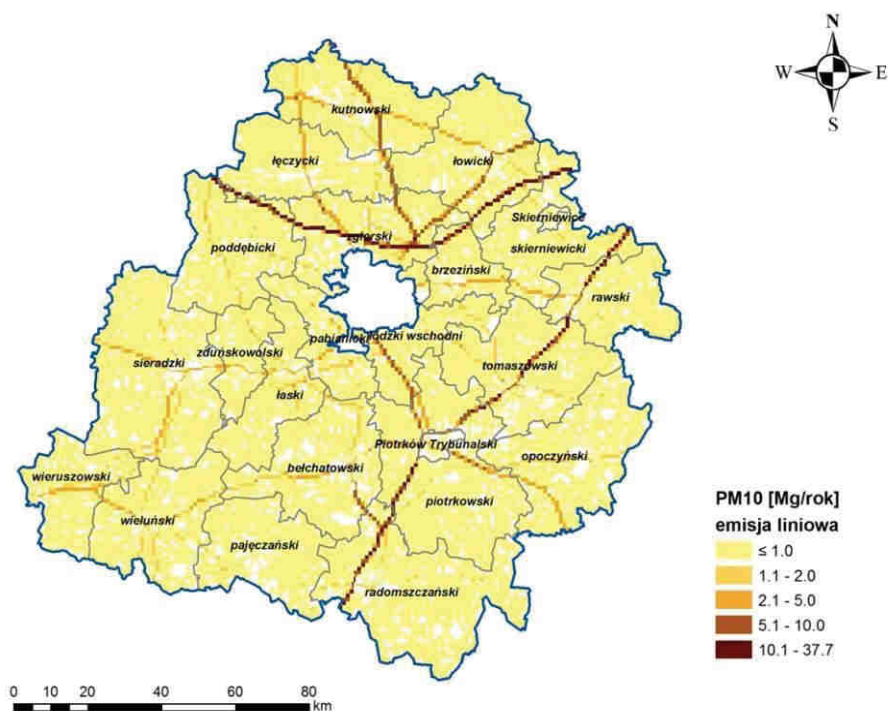 N
W E
S
kutnowski
łęczycki
łowicki
Skierniewice
zgierski
skierniewicki
poddębicki
brzeziński
rawski
pabianicki
łódzki wschodni
zduńskowolski
sieradzki
tomaszowski
łaski
Piotrków Trybunalski
opoczyński
bełchatowski
wieruszowski
piotrkowski
wieluński
pajęczański
radomszczański
PM10 [Mg/rok]
emisja liniowa
≤ 1.0
1.1 - 2.0
2.1 - 5.0
5.1 - 10.0
10.1 - 37.7
0 10 20 40 60 80
km